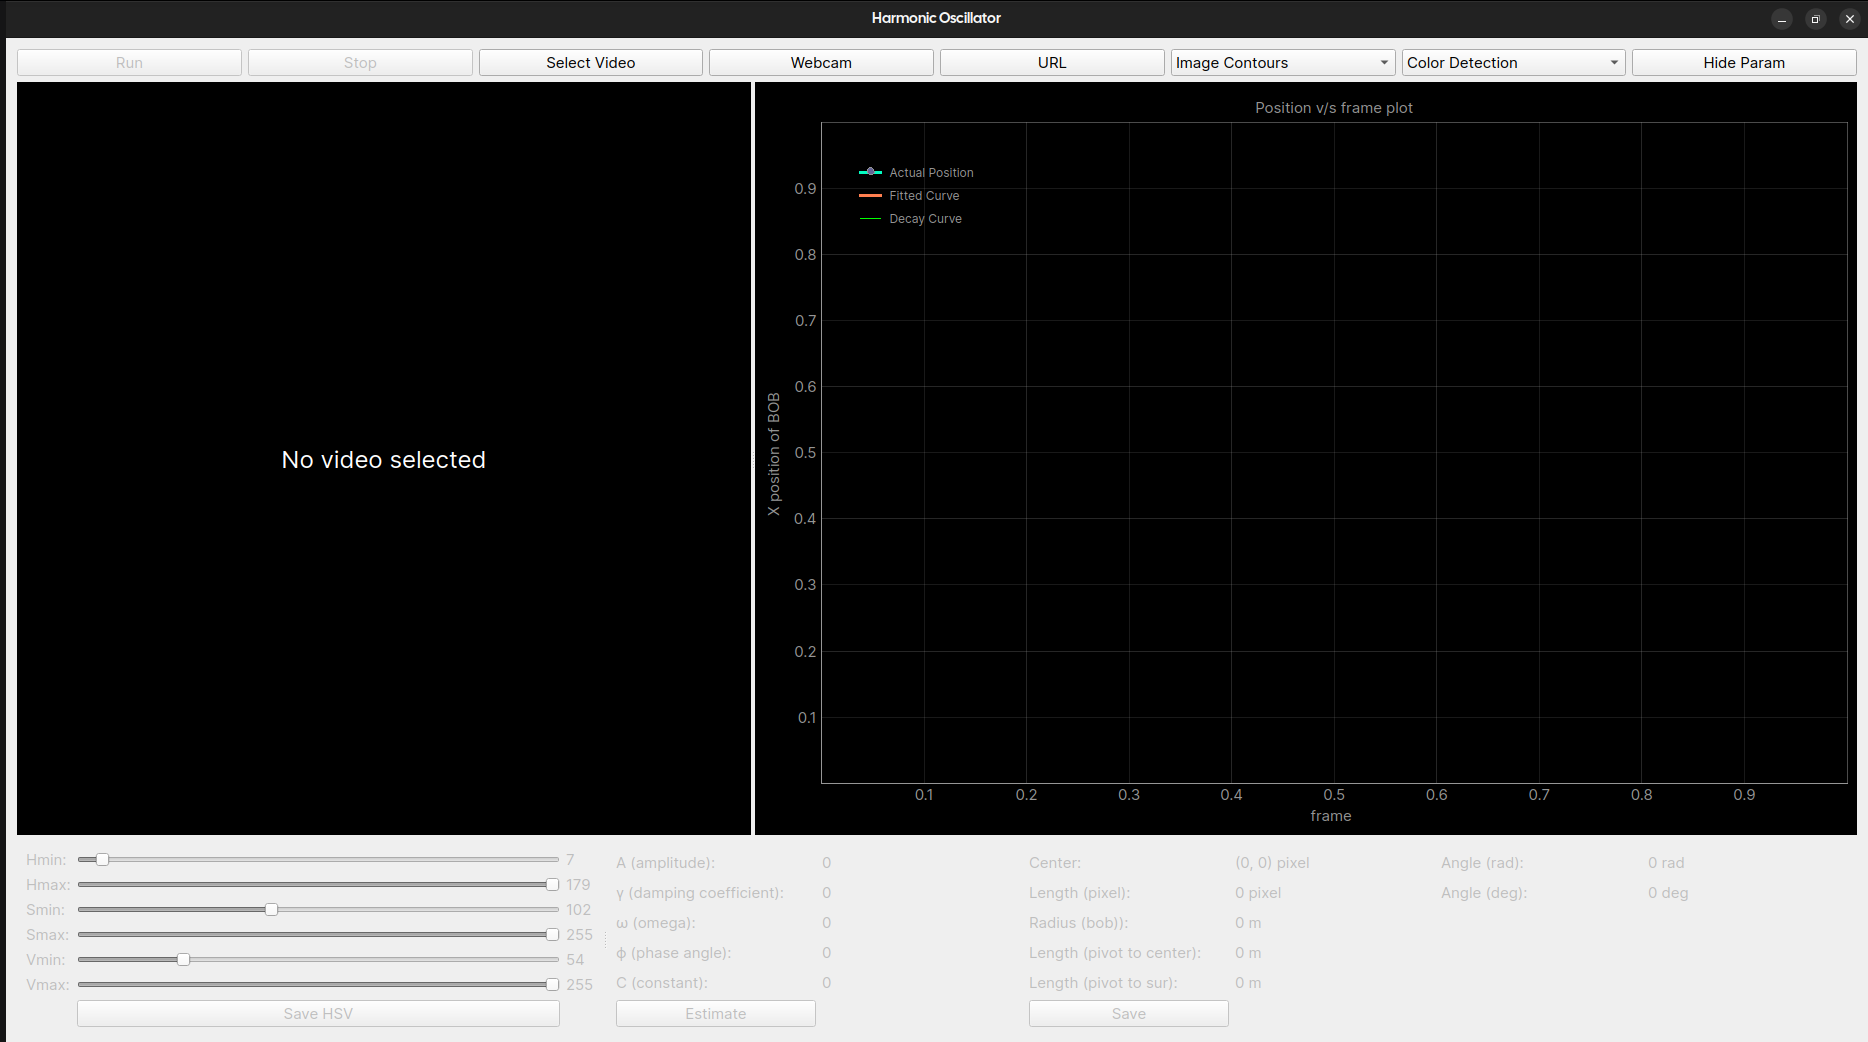 Harmonic Oscillator
Run Stop Select Video Webcam URL Image Contours Color Detection Hide Param
No video selected
Position v/s frame plot
Actual Position
Fitted Curve
Decay Curve
X position of BOB
0.9
0.8
0.7
0.6
0.5
0.4
0.3
0.2
0.1
0.1 0.2 0.3 0.4 0.5 0.6 0.7 0.8 0.9
frame
Hmin: 7
Hmax: 179
Smin: 102
Smax: 255
Vmin: 54
Vmax: 255
Save HSV
A (amplitude): 0
γ (damping coefficient): 0
ω (omega): 0
ϕ (phase angle): 0
C (constant): 0
Estimate
Center: (0, 0) pixel
Length (pixel): 0 pixel
Radius (bob)): 0 m
Length (pivot to center): 0 m
Length (pivot to sur): 0 m
Save
Angle (rad): 0 rad
Angle (deg): 0 deg